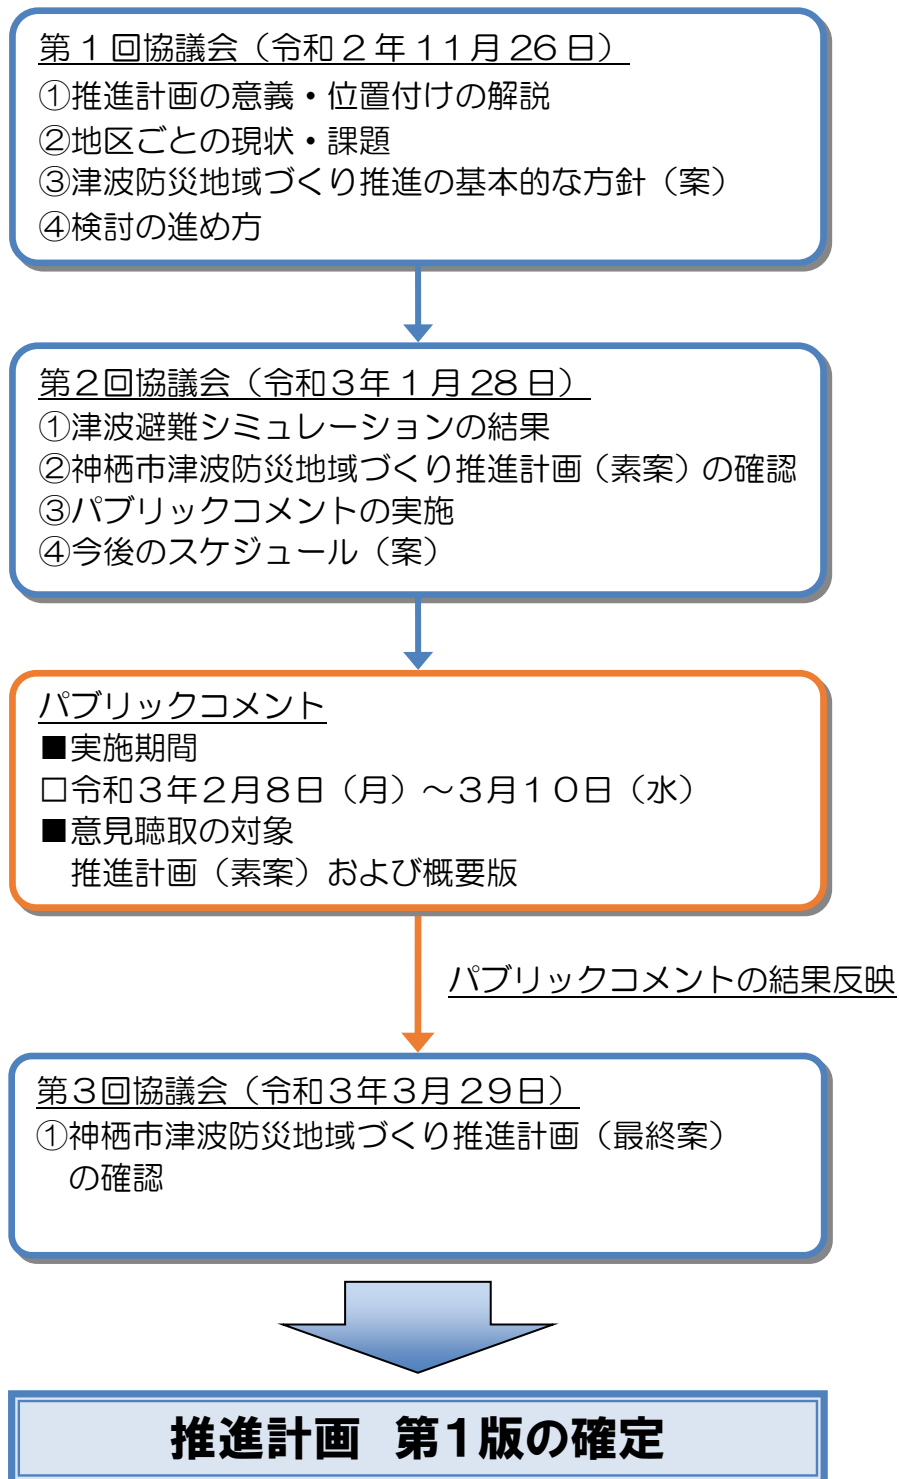 第1回協議会（令和2年11月26日）
①推進計画の意義・位置付けの解説
②地区ごとの現状・課題
③津波防災地域づくり推進の基本的な方針（案）
④検討の進め方
第2回協議会（令和３年1月28日）
①津波避難シミュレーションの結果
②神栖市津波防災地域づくり推進計画（素案）の確認
③パブリックコメントの実施
④今後のスケジュール（案）
パブリックコメント
■実施期間
□令和３年２月８日（月）～３月１０日（水）
■意見聴取の対象
推進計画（素案）および概要版
パブリックコメントの結果反映
第３回協議会（令和３年３月２９日）
①神栖市津波防災地域づくり推進計画（最終案）
の確認
推進計画 第1版の確定